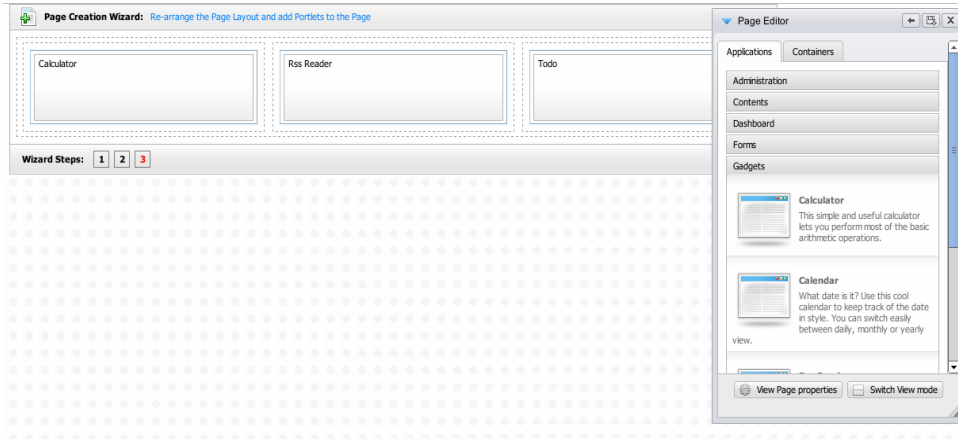 Page Creation Wizard: Re-arrange the Page Layout and add Portlets to the Page
Calculator
Rss Reader
Todo
Wizard Steps: 1 2 3
Page Editor
Applications Containers
Administration
Contents
Dashboard
Forms
Gadgets
Calculator
This simple and useful calculator
lets you perform most of the basic
arithmetic operations.
Calendar
What date is it? Use this cool
calendar to keep track of the date
in style. You can switch easily
between daily, monthly or yearly
view.
View Page properties Switch View mode